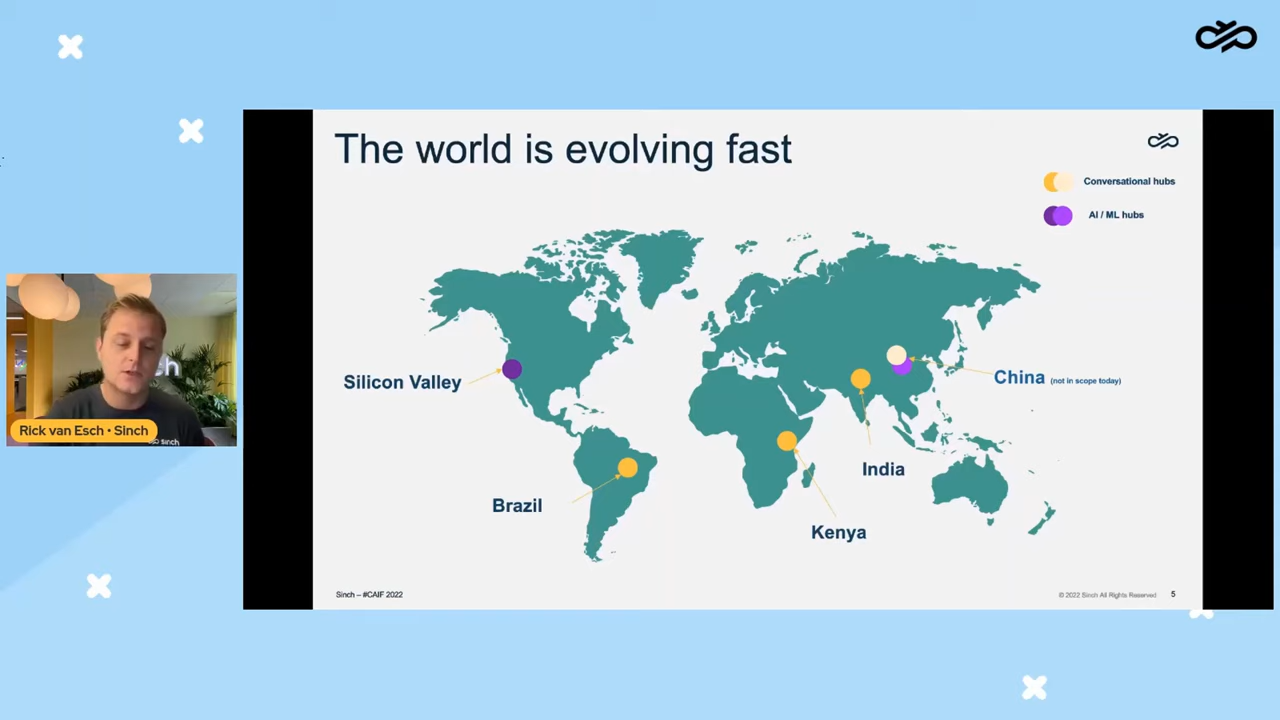 The world is evolving fast
Conversational hubs
AI / ML hubs
Silicon Valley
China (not in scope today)
Rick van Esch • Sinch
sinch
India
Brazil
Kenya
Sinch – #CAIF 2022
© 2022 Sinch All Rights Reserved 5